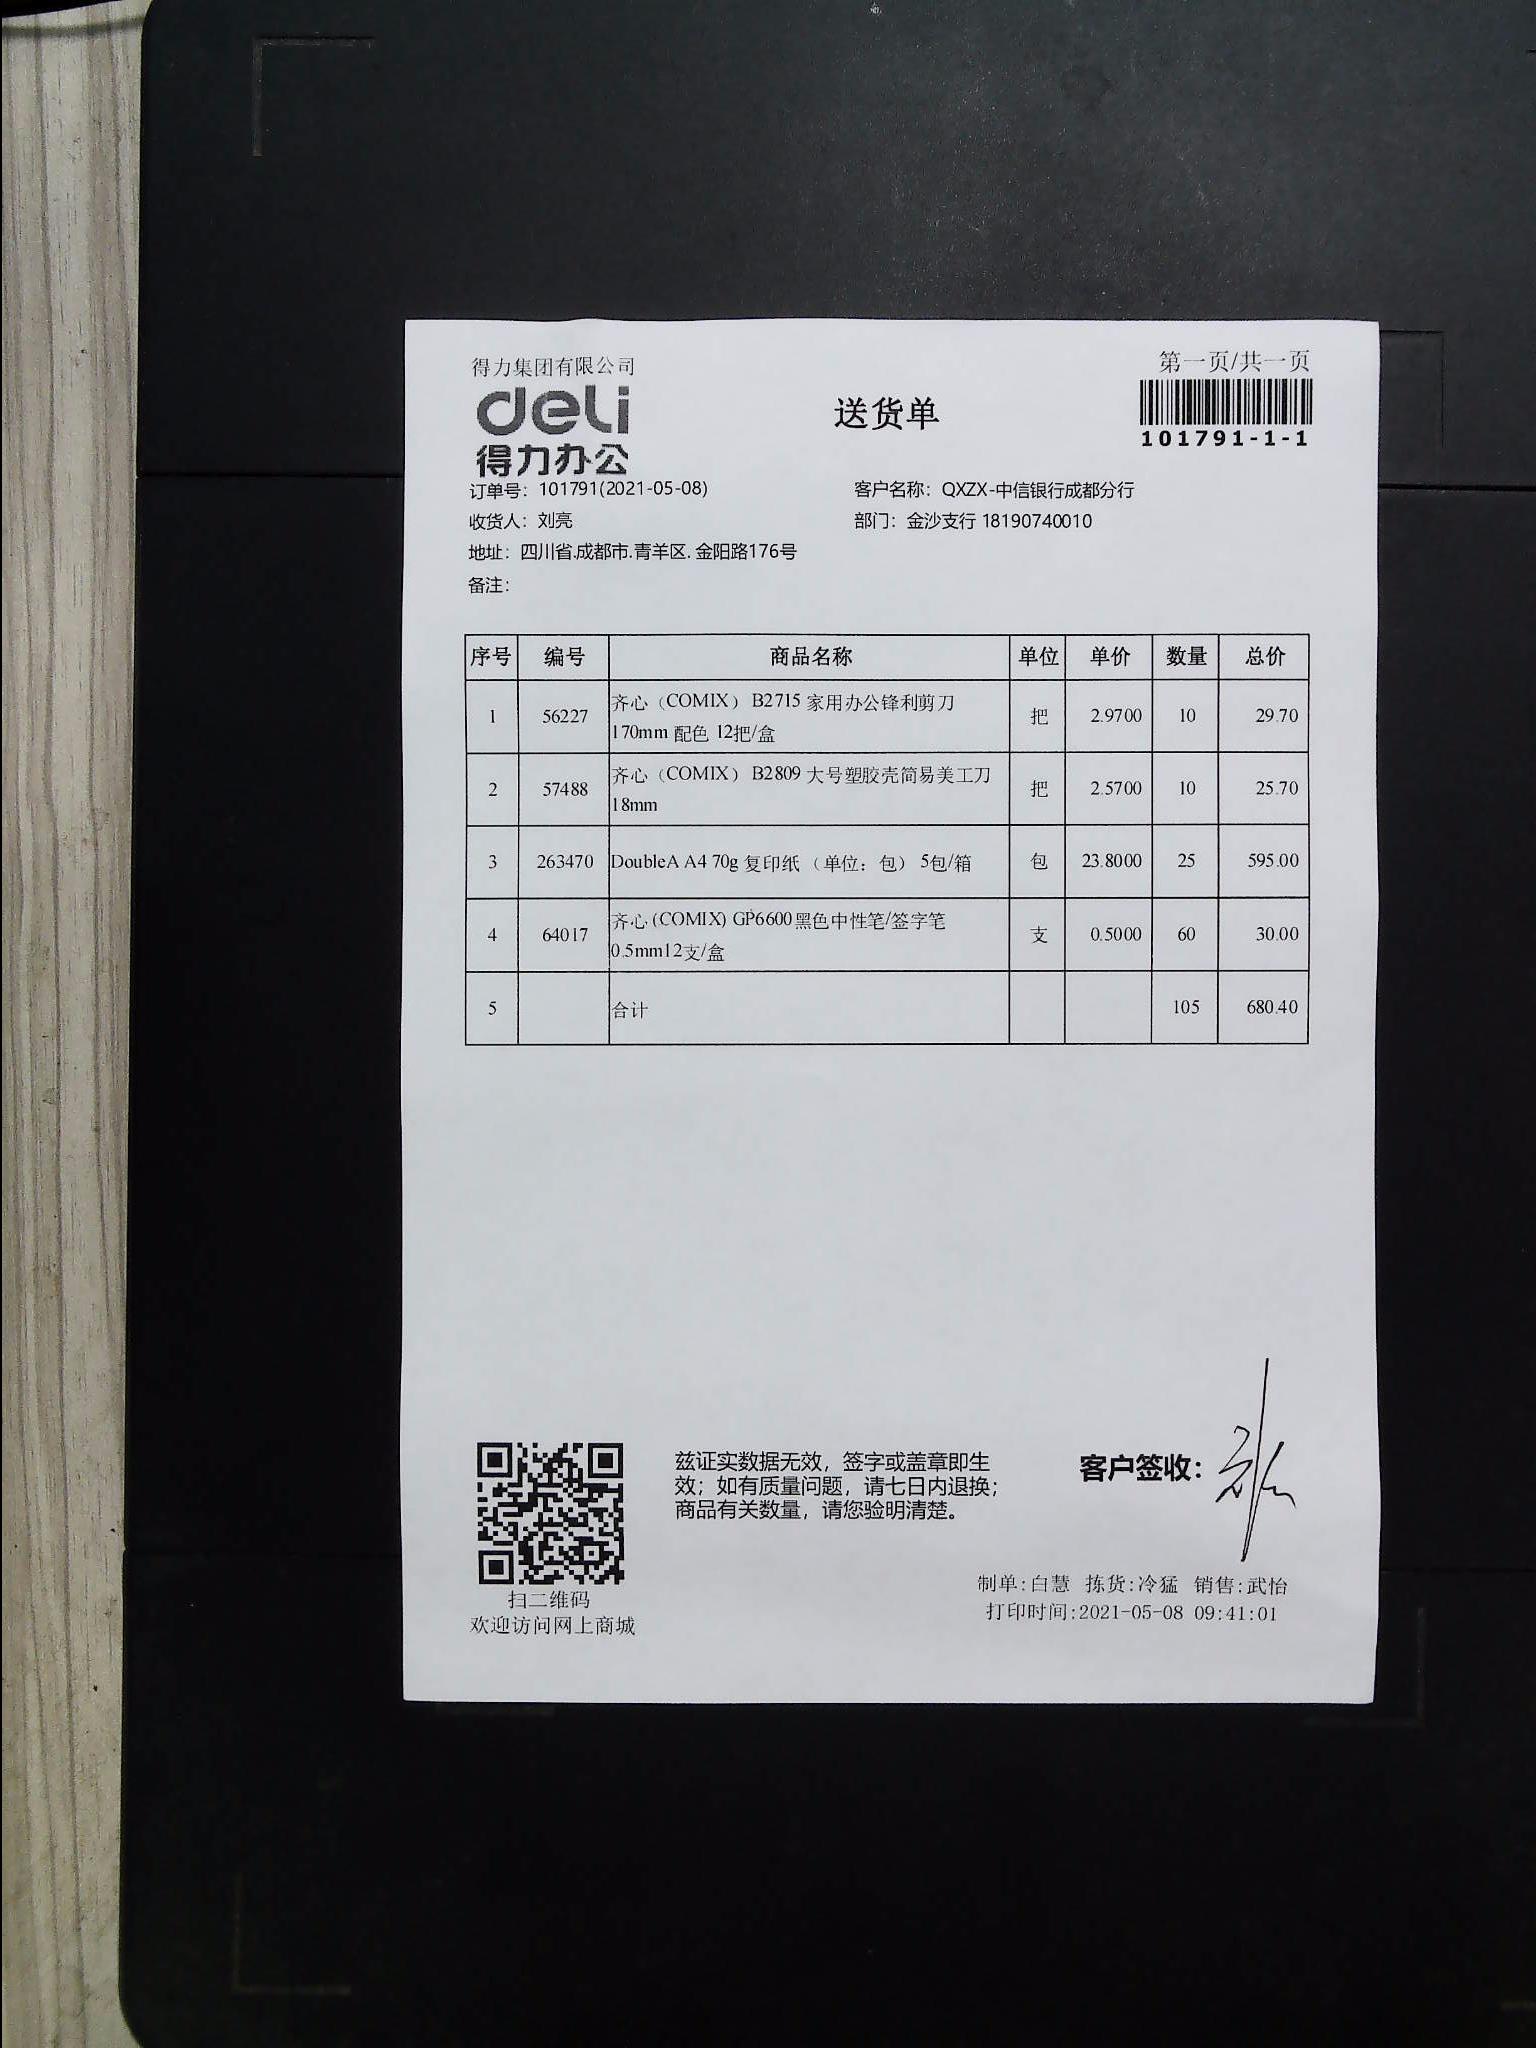 得力集团有限公司
deli
得力办公
送货单
第一页/共一页
101791-1-1
订单号：101791(2021-05-08)
客户名称：QXZX-中信银行成都分行
收货人：刘亮
部门：金沙支行 18190740010
地址：四川省.成都市.青羊区. 金阳路176号
备注：
序号 编号 商品名称 单位 单价 数量 总价
1 56227 齐心（COMIX） B2715 家用办公锋利剪刀 把 2.9700 10 29.70
170mm 配色 12把/盒
2 57488 齐心（COMIX） B2809 大号塑胶壳简易美工刀 把 2.5700 10 25.70
18mm
3 263470 DoubleA A4 70g 复印纸 （单位：包） 5包/箱 包 23.8000 25 595.00
4 64017 齐心 (COMIX) GP6600黑色中性笔/签字笔 支 0.5000 60 30.00
0.5mm12支/盒
5 合计 105 680.40
兹证实数据无效，签字或盖章即生
效；如有质量问题，请七日内退换；
商品有关数量，请您验明清楚。
客户签收：
扫二维码
欢迎访问网上商城
制单:白慧 拣货:冷猛 销售:武怡
打印时间:2021-05-08 09:41:01